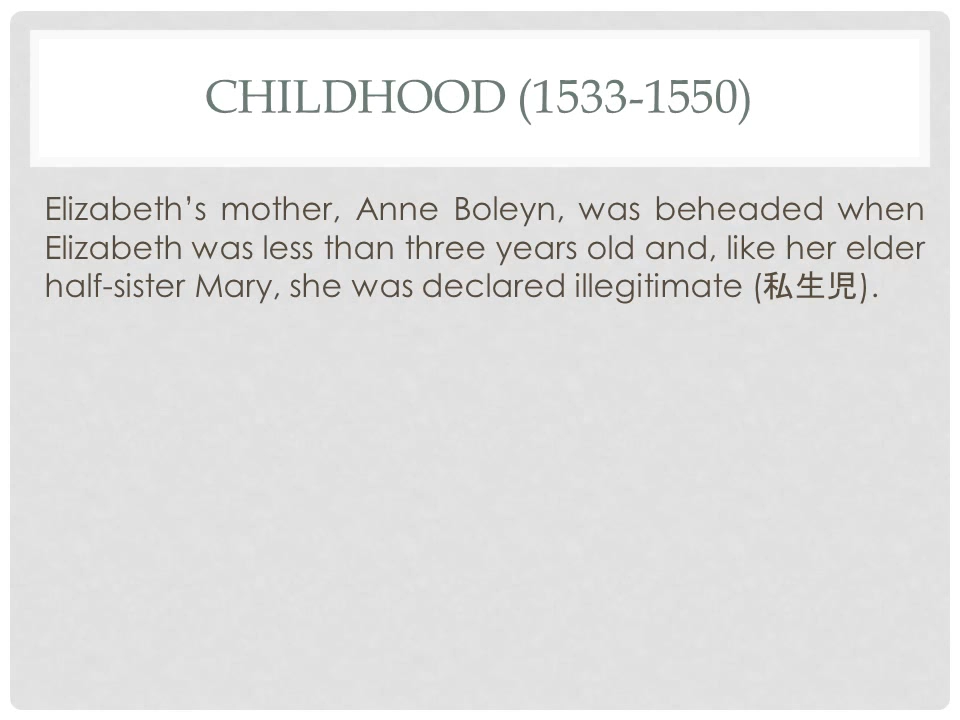 CHILDHOOD (1533-1550)
Elizabeth’s mother, Anne Boleyn, was beheaded when
Elizabeth was less than three years old and, like her elder
half-sister Mary, she was declared illegitimate (私生児).